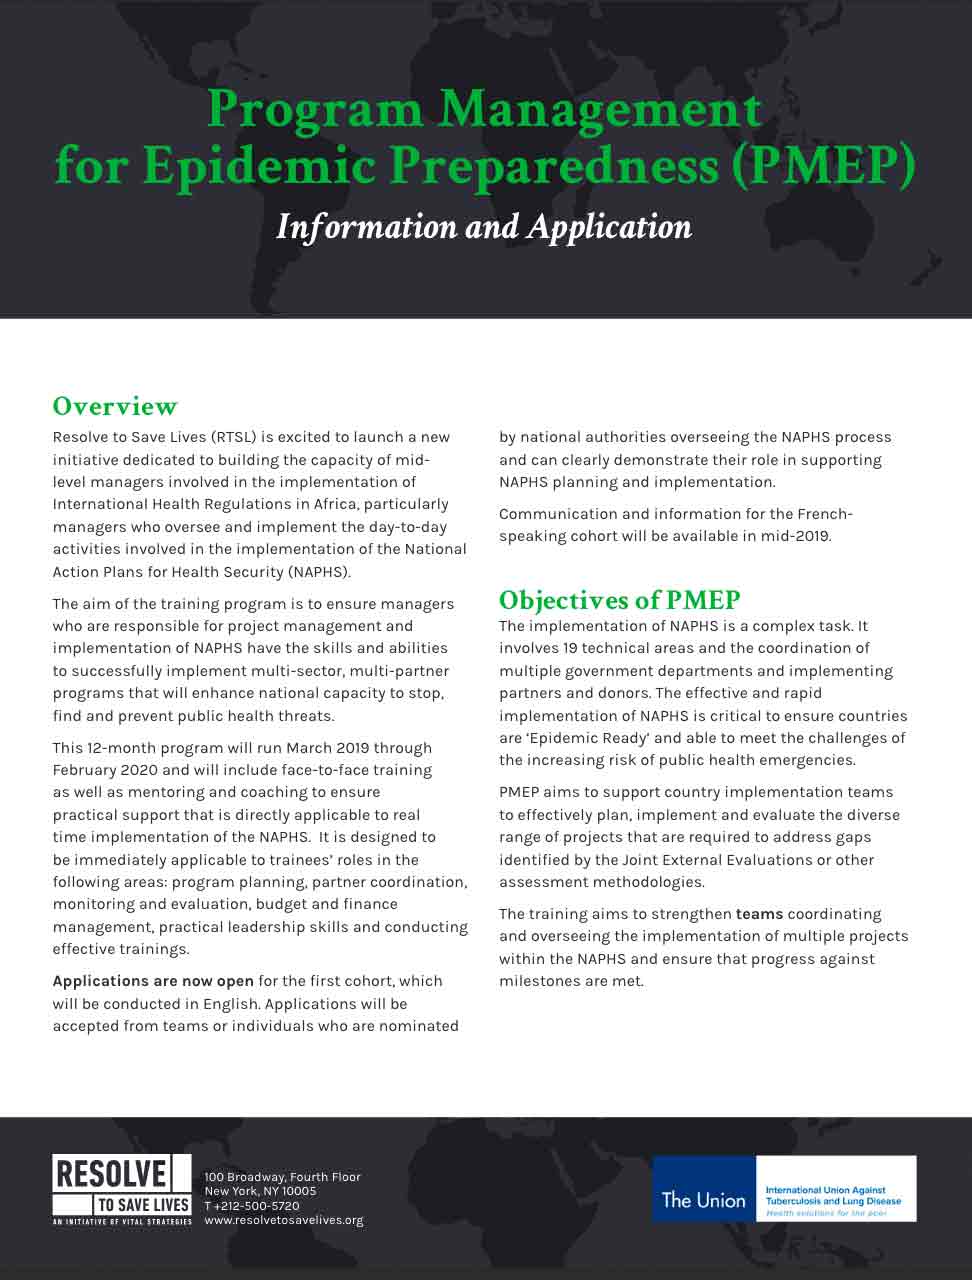 Program Management
for Epidemic Preparedness (PMEP)
Information and Application
Overview
Resolve to Save Lives (RTSL) is excited to launch a new
initiative dedicated to building the capacity of mid-
level managers involved in the implementation of
International Health Regulations in Africa, particularly
managers who oversee and implement the day-to-day
activities involved in the implementation of the National
Action Plans for Health Security (NAPHS).
The aim of the training program is to ensure managers
who are responsible for project management and
implementation of NAPHS have the skills and abilities
to successfully implement multi-sector, multi-partner
programs that will enhance national capacity to stop,
find and prevent public health threats.
This 12-month program will run March 2019 through
February 2020 and will include face-to-face training
as well as mentoring and coaching to ensure
practical support that is directly applicable to real
time implementation of the NAPHS. It is designed to
be immediately applicable to trainees’ roles in the
following areas: program planning, partner coordination,
monitoring and evaluation, budget and finance
management, practical leadership skills and conducting
effective trainings.
Applications are now open for the first cohort, which
will be conducted in English. Applications will be
accepted from teams or individuals who are nominated
by national authorities overseeing the NAPHS process
and can clearly demonstrate their role in supporting
NAPHS planning and implementation.
Communication and information for the French-
speaking cohort will be available in mid-2019.
Objectives of PMEP
The implementation of NAPHS is a complex task. It
involves 19 technical areas and the coordination of
multiple government departments and implementing
partners and donors. The effective and rapid
implementation of NAPHS is critical to ensure countries
are ‘Epidemic Ready’ and able to meet the challenges of
the increasing risk of public health emergencies.
PMEP aims to support country implementation teams
to effectively plan, implement and evaluate the diverse
range of projects that are required to address gaps
identified by the Joint External Evaluations or other
assessment methodologies.
The training aims to strengthen teams coordinating
and overseeing the implementation of multiple projects
within the NAPHS and ensure that progress against
milestones are met.
RESOLVE
TO SAVE LIVES
AN INITIATIVE OF VITAL STRATEGIES
100 Broadway, Fourth Floor
New York, NY 10005
T +212-500-5720
www.resolvetosavelives.org
The Union
International Union Against
Tuberculosis and Lung Disease
Health solutions for the poor